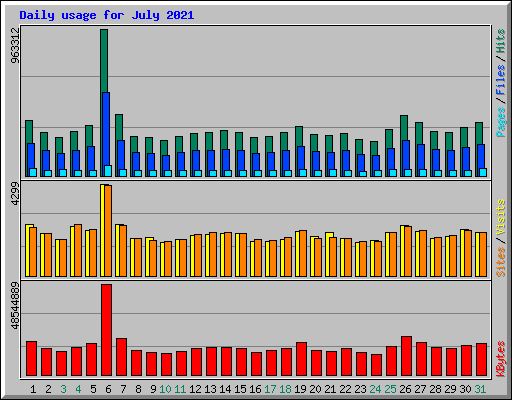 Daily usage for July 2021
963312
Pages / Files / Hits
4299
Sites / Visits
48544889
KBytes
1 2 3 4 5 6 7 8 9 10 11 12 13 14 15 16 17 18 19 20 21 22 23 24 25 26 27 28 29 30 31